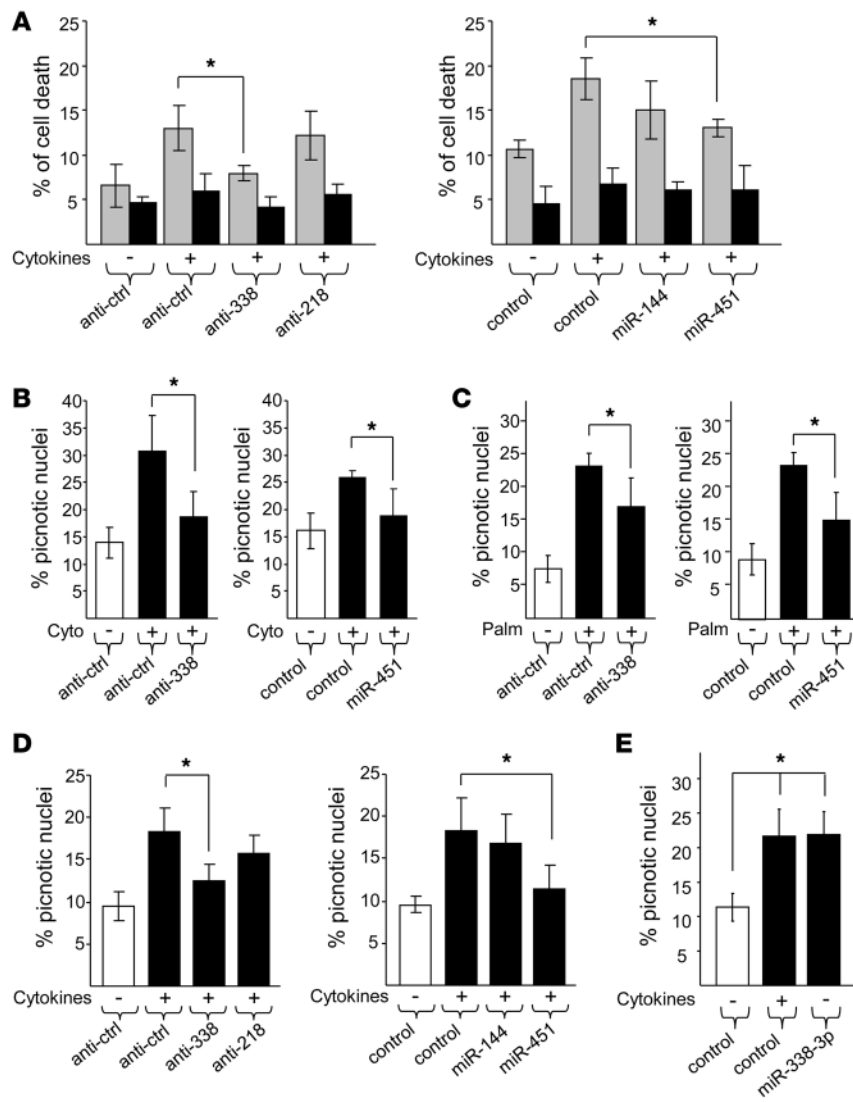 A
% of cell death
25
20
15
10
5
*
Cytokines - + + +
anti-ctrl anti-ctrl anti-338 anti-218
% of cell death
25
20
15
10
5
*
Cytokines - + + +
control control miR-144 miR-451
B
% picnotic nuclei
40
35
30
25
20
15
10
5
*
Cyto - + +
anti-ctrl anti-ctrl anti-338
% picnotic nuclei
40
35
30
25
20
15
10
5
*
Cyto - + +
control control miR-451
C
% picnotic nuclei
30
25
20
15
10
5
*
Palm - + +
anti-ctrl anti-ctrl anti-338
% picnotic nuclei
30
25
20
15
10
5
*
Palm - + +
control control miR-451
D
% picnotic nuclei
25
20
15
10
5
*
Cytokines - + + +
anti-ctrl anti-ctrl anti-338 anti-218
% picnotic nuclei
25
20
15
10
5
*
Cytokines - + + +
control control miR-144 miR-451
E
% picnotic nuclei
30
25
20
15
10
5
*
Cytokines - + -
control control miR-338-3p